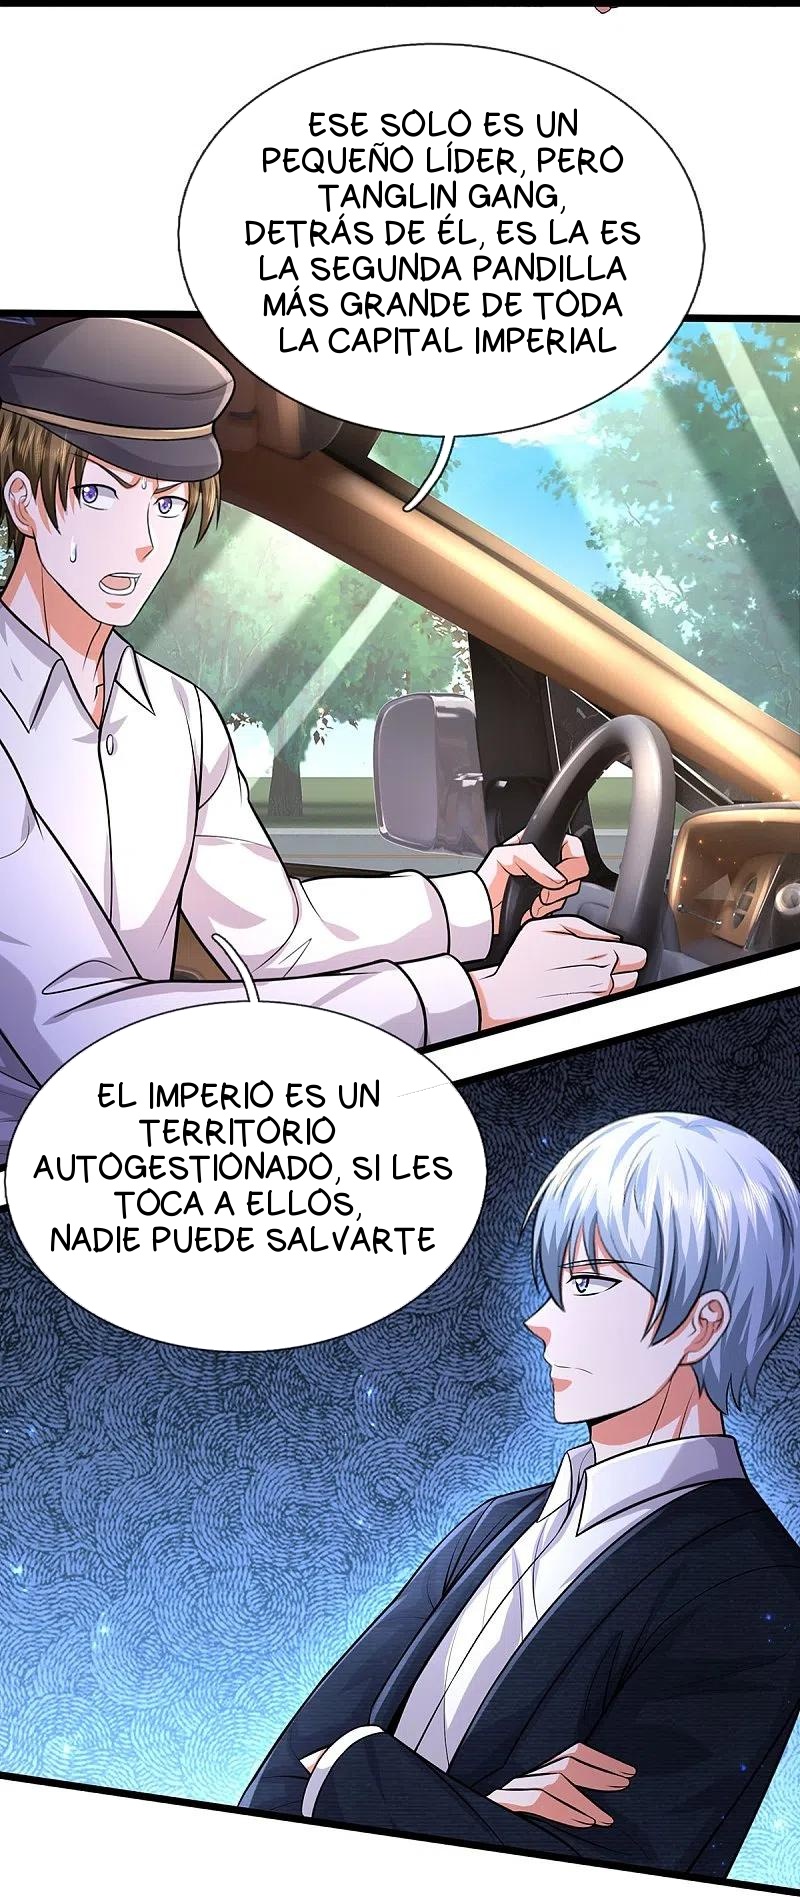 ESE SOLO ES UN
PEQUEÑO LÍDER, PERO
TANGLIN GANG,
DETRÁS DE ÉL, ES LA ES
LA SEGUNDA PANDILLA
MÁS GRANDE DE TODA
LA CAPITAL IMPERIAL
EL IMPERIO ES UN
TERRITORIO
AUTOGESTIONADO, SI LES
TOCA A ELLOS,
NADIE PUEDE SALVARTE